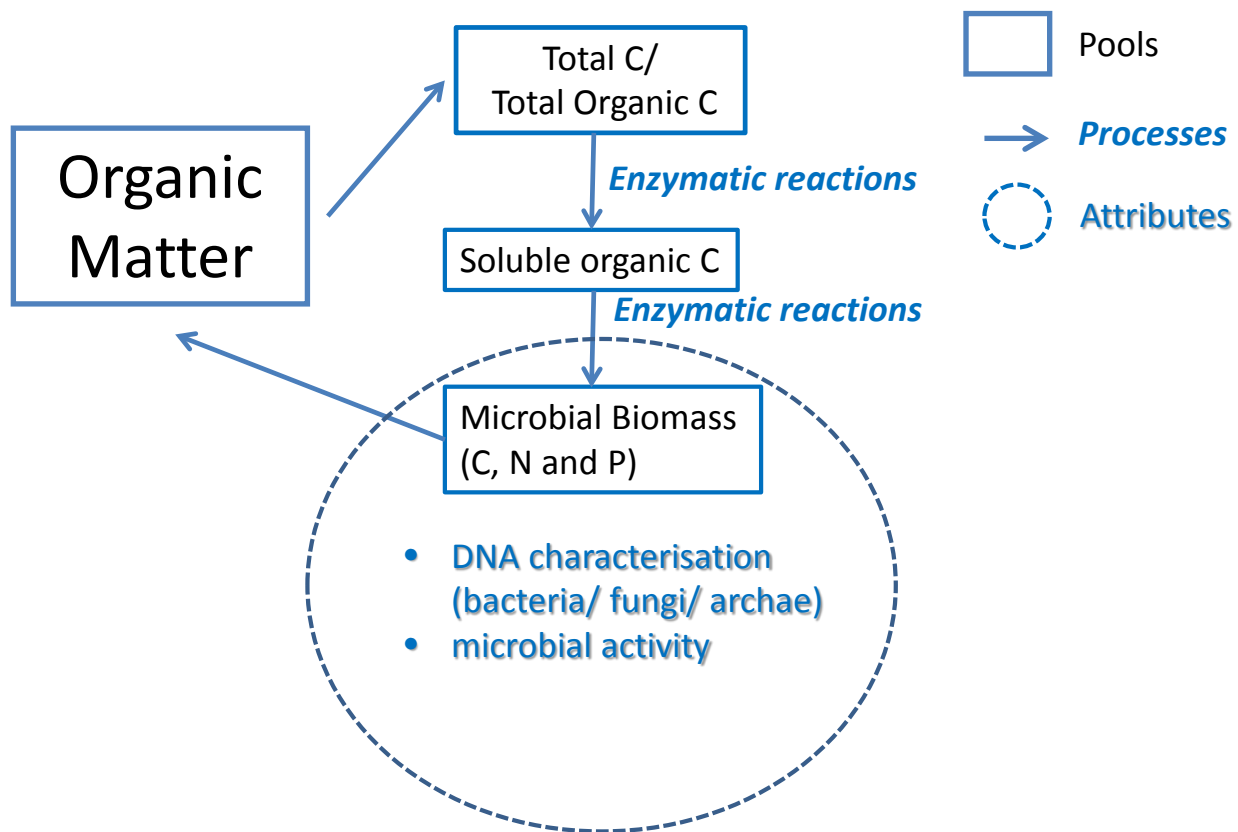 Total C/
Total Organic C
Organic
Matter
Enzymatic reactions
Soluble organic C
Enzymatic reactions
Microbial Biomass
(C, N and P)
• DNA characterisation
(bacteria/ fungi/ archae)
• microbial activity
Pools
Processes
Attributes